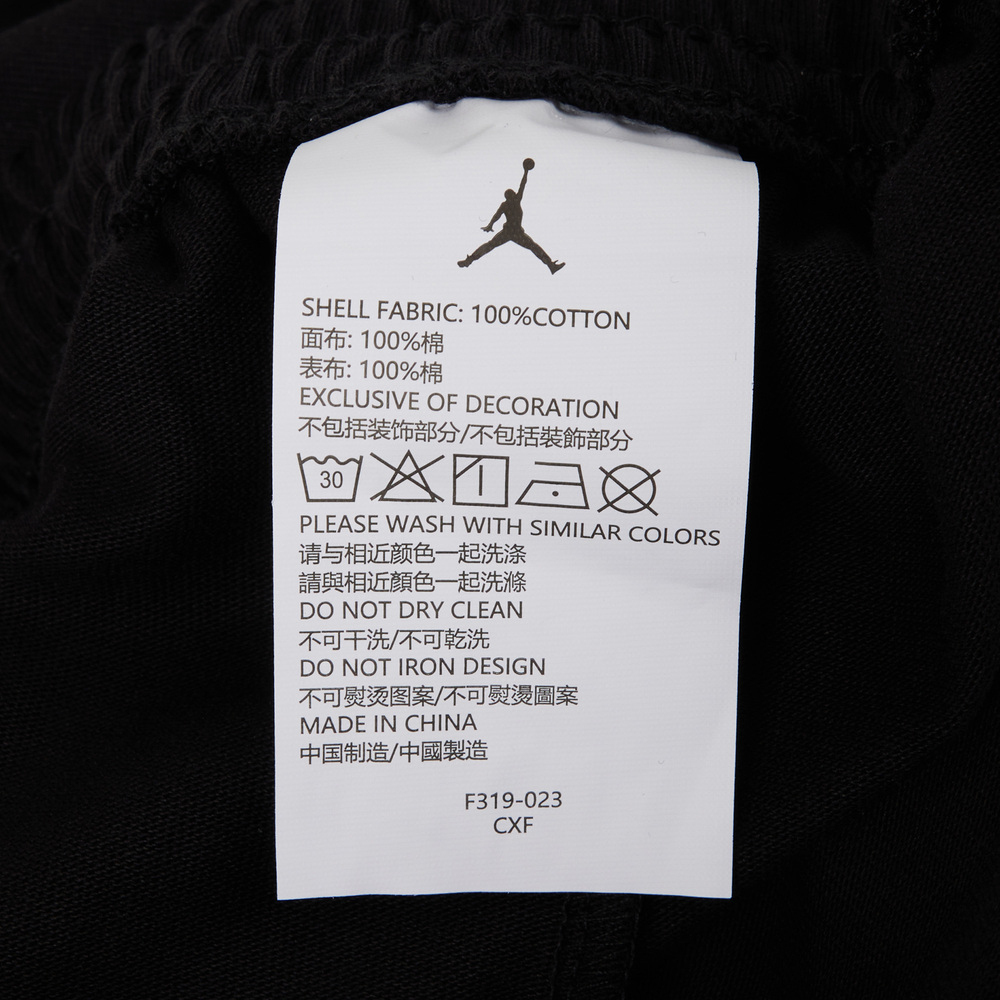 SHELL FABRIC: 100%COTTON
面布: 100%棉
表布: 100%棉
EXCLUSIVE OF DECORATION
不包括装饰部分/不包括裝飾部分
30
PLEASE WASH WITH SIMILAR COLORS
请与相近颜色一起洗涤
請與相近顏色一起洗滌
DO NOT DRY CLEAN
不可干洗/不可乾洗
DO NOT IRON DESIGN
不可熨烫图案/不可熨燙圖案
MADE IN CHINA
中国制造/中國製造
F319-023
CXF